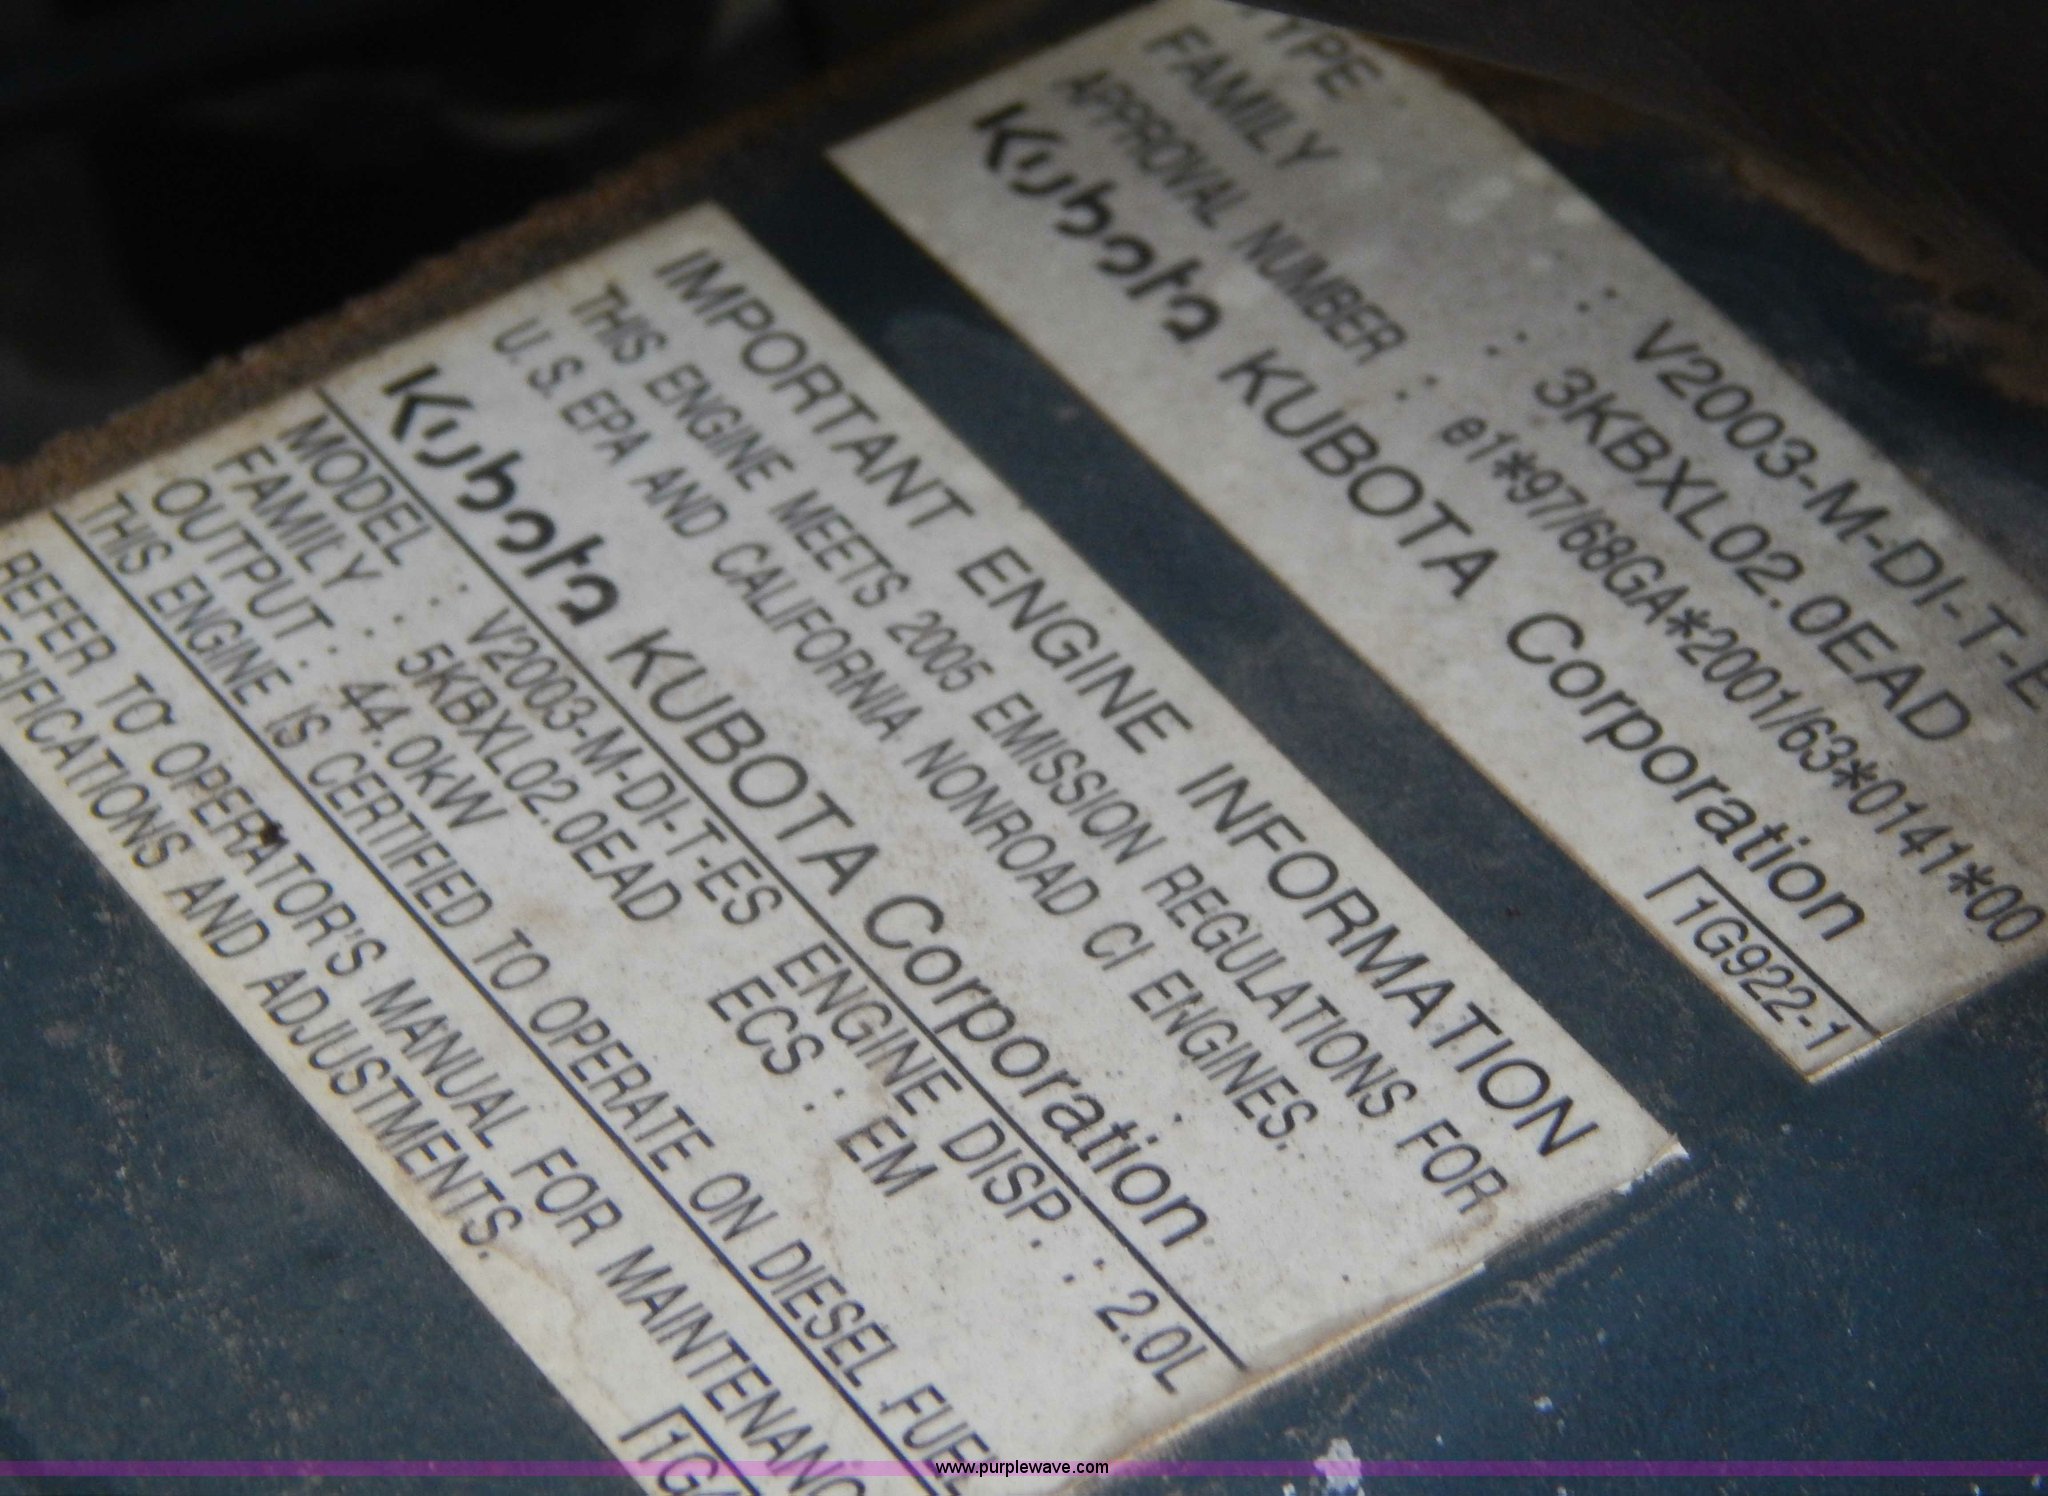 TYPE : V2003-M-DI-T-E
FAMILY : 3KBXL02.0EAD
APPROVAL NUMBER : e1*97/68GA*2001/63*0141*00
Kubota KUBOTA Corporation
1G922-1
IMPORTANT ENGINE INFORMATION
THIS ENGINE MEETS 2005 EMISSION REGULATIONS FOR
U.S. EPA AND CALIFORNIA NONROAD CI ENGINES.
Kubota KUBOTA Corporation
MODEL : V2003-M-DI-T-ES ENGINE DISP. : 2.0L
FAMILY : 5KBXL02.0EAD ECS : EM
OUTPUT : 44.0kW
THIS ENGINE IS CERTIFIED TO OPERATE ON DIESEL FUEL
REFER TO OPERATOR'S MANUAL FOR MAINTENANC
ECIFICATIONS AND ADJUSTMENTS.
1G
www.purplewave.com